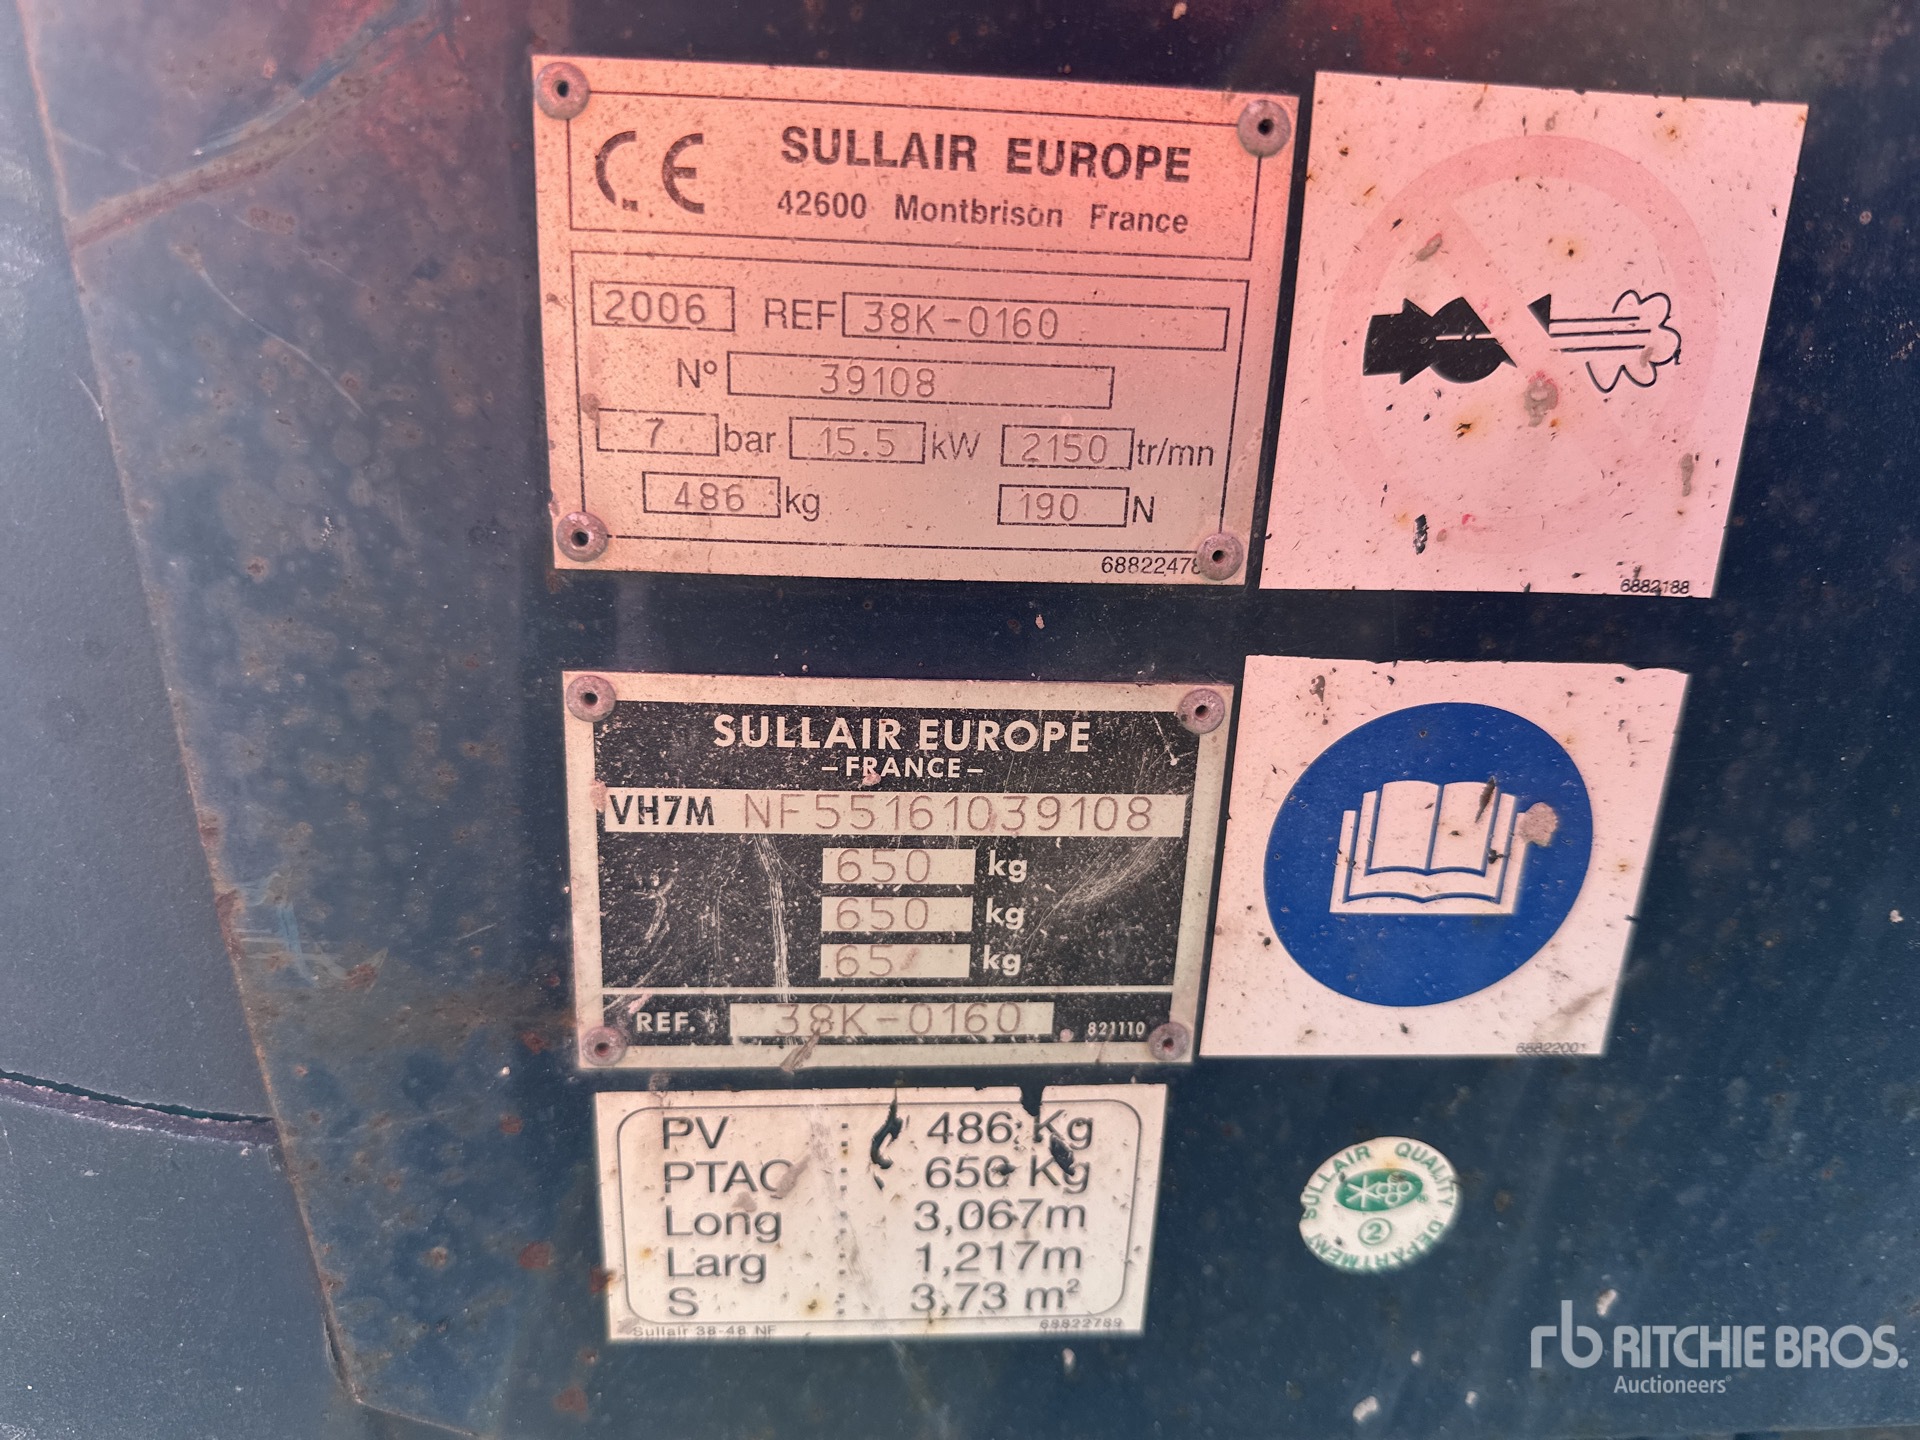 CE SULLAIR EUROPE
42600 Montbrison France
2006 REF 38K-0160
Nº 39108
7 bar 15.5 kW 2150 tr/mn
486 kg 190 N
6882188
SULLAIR EUROPE
-FRANCE-
VH7M NF55161039108
650 kg
650 kg
65 kg
REF. 38K-0160 821110
68822001
PV : 486 Kg
PTAC : 650 Kg
Long : 3,067m
Larg : 1,217m
S : 3,73 m²
Sullair 38-48 NF 68822789
SULLAIR QUALITY DEPARTMENT
2
rb RITCHIE BROS.
Auctioneers